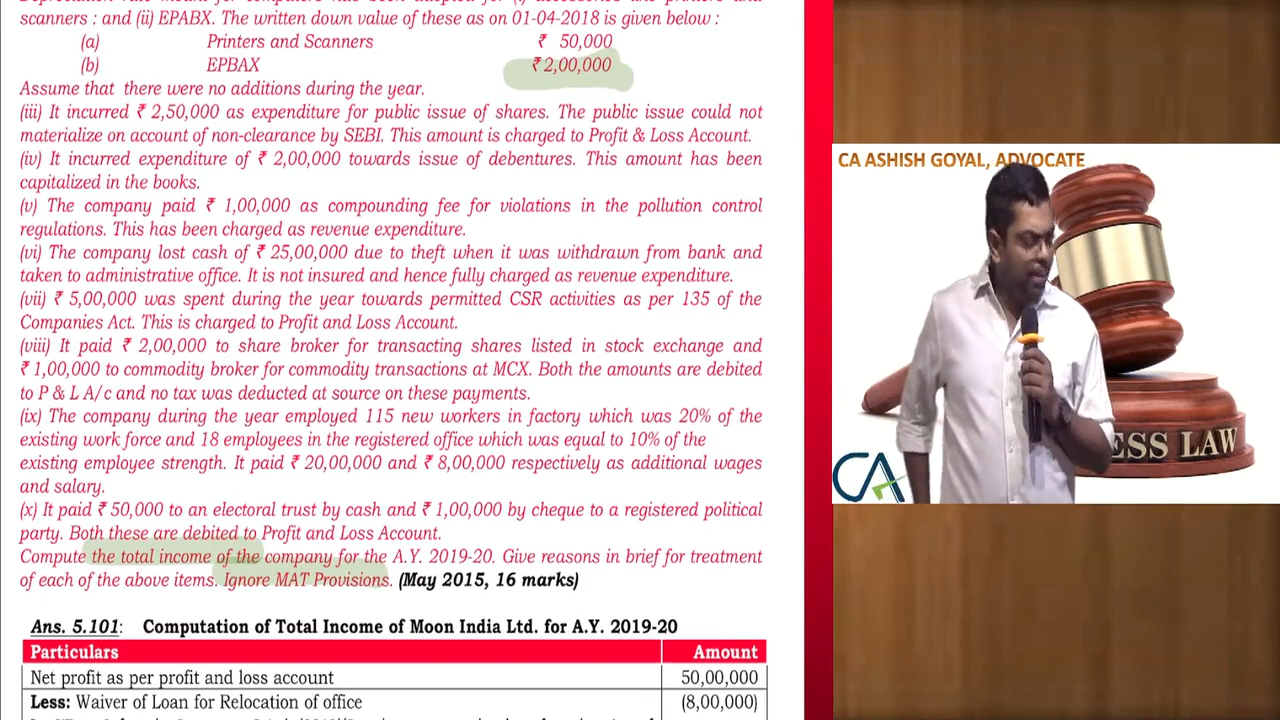 scanners : and (ii) EPABX. The written down value of these as on 01-04-2018 is given below :
(a) Printers and Scanners ₹ 50,000
(b) EPBAX ₹ 2,00,000
Assume that there were no additions during the year.
(iii) It incurred ₹ 2,50,000 as expenditure for public issue of shares. The public issue could not
materialize on account of non-clearance by SEBI. This amount is charged to Profit & Loss Account.
(iv) It incurred expenditure of ₹ 2,00,000 towards issue of debentures. This amount has been
capitalized in the books.
(v) The company paid ₹ 1,00,000 as compounding fee for violations in the pollution control
regulations. This has been charged as revenue expenditure.
(vi) The company lost cash of ₹ 25,00,000 due to theft when it was withdrawn from bank and
taken to administrative office. It is not insured and hence fully charged as revenue expenditure.
(vii) ₹ 5,00,000 was spent during the year towards permitted CSR activities as per 135 of the
Companies Act. This is charged to Profit and Loss Account.
(viii) It paid ₹ 2,00,000 to share broker for transacting shares listed in stock exchange and
₹ 1,00,000 to commodity broker for commodity transactions at MCX. Both the amounts are debited
to P & L A/c and no tax was deducted at source on these payments.
(ix) The company during the year employed 115 new workers in factory which was 20% of the
existing work force and 18 employees in the registered office which was equal to 10% of the
existing employee strength. It paid ₹ 20,00,000 and ₹ 8,00,000 respectively as additional wages
and salary.
(x) It paid ₹ 50,000 to an electoral trust by cash and ₹ 1,00,000 by cheque to a registered political
party. Both these are debited to Profit and Loss Account.
Compute the total income of the company for the A.Y. 2019-20. Give reasons in brief for treatment
of each of the above items. Ignore MAT Provisions. (May 2015, 16 marks)
Ans. 5.101: Computation of Total Income of Moon India Ltd. for A.Y. 2019-20
Particulars Amount
Net profit as per profit and loss account 50,00,000
Less: Waiver of Loan for Relocation of office (8,00,000)
CA ASHISH GOYAL, ADVOCATE
ESS LAW
CA